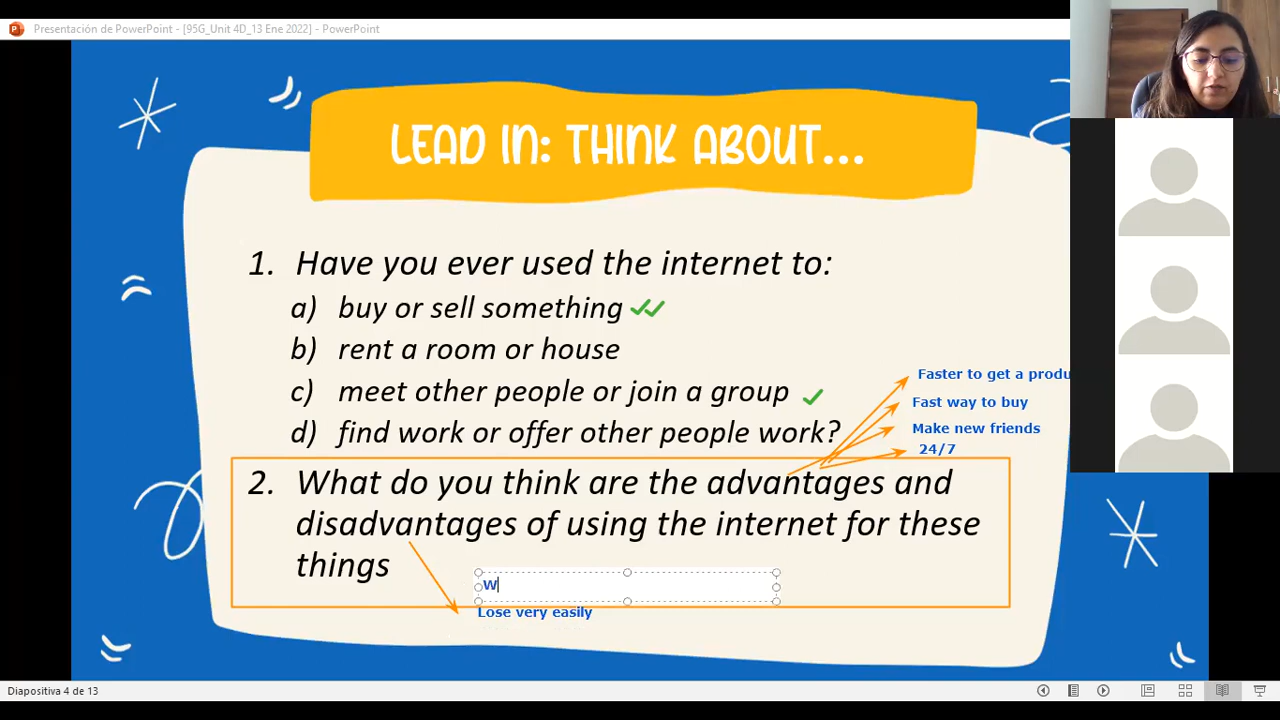 Presentación de PowerPoint - [95G_Unit 4D_13 Ene 2022] - PowerPoint
LEAD IN: THINK ABOUT...
1. Have you ever used the internet to:
a) buy or sell something
b) rent a room or house
c) meet other people or join a group
d) find work or offer other people work?
Faster to get a produ
Fast way to buy
Make new friends
24/7
2. What do you think are the advantages and
disadvantages of using the internet for these
things
W
Lose very easily
Diapositiva 4 de 13